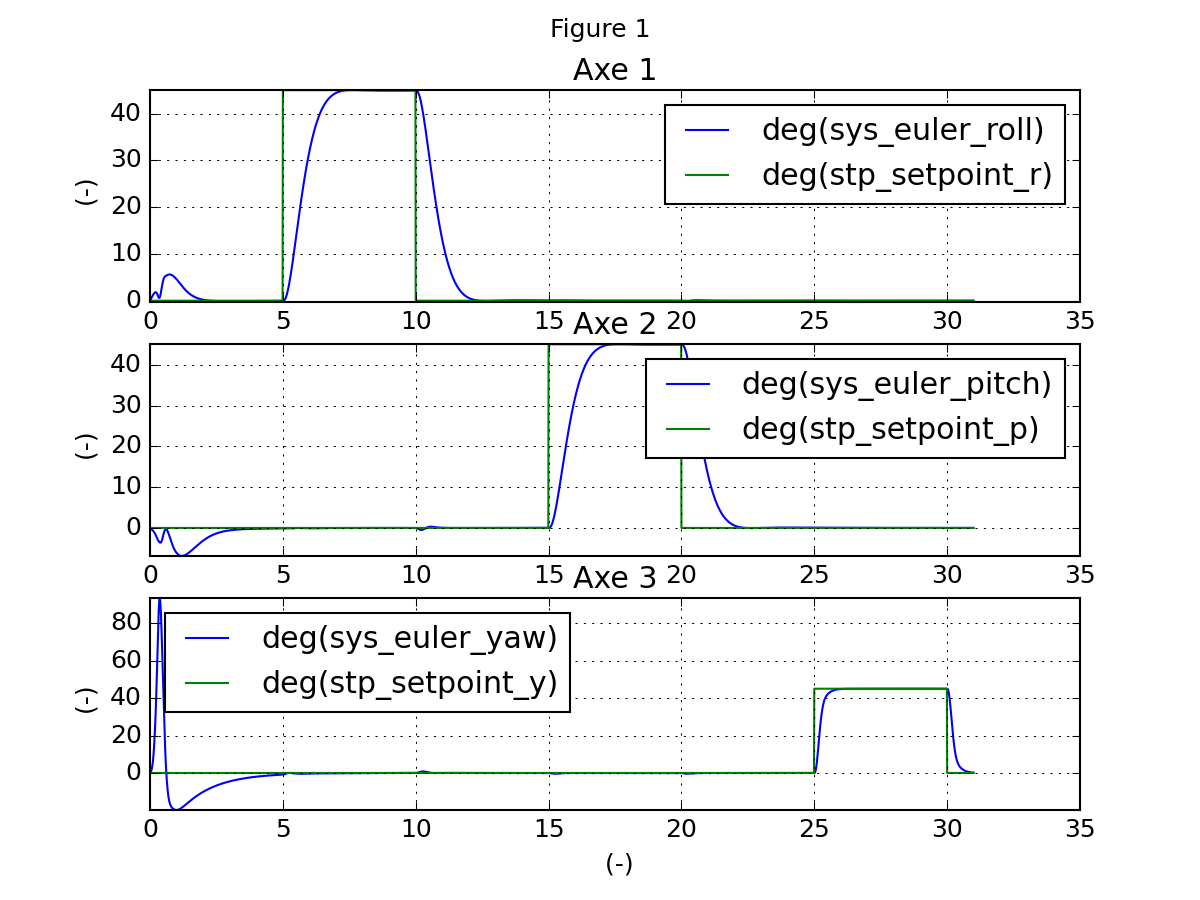 Figure 1
Axe 1
40
30
20
10
0
(-)
deg(sys_euler_roll)
deg(stp_setpoint_r)
0 5 10 15 20 25 30 35
Axe 2
40
30
20
10
0
(-)
deg(sys_euler_pitch)
deg(stp_setpoint_p)
0 5 10 15 20 25 30 35
Axe 3
80
60
40
20
0
(-)
deg(sys_euler_yaw)
deg(stp_setpoint_y)
0 5 10 15 20 25 30 35
(-)